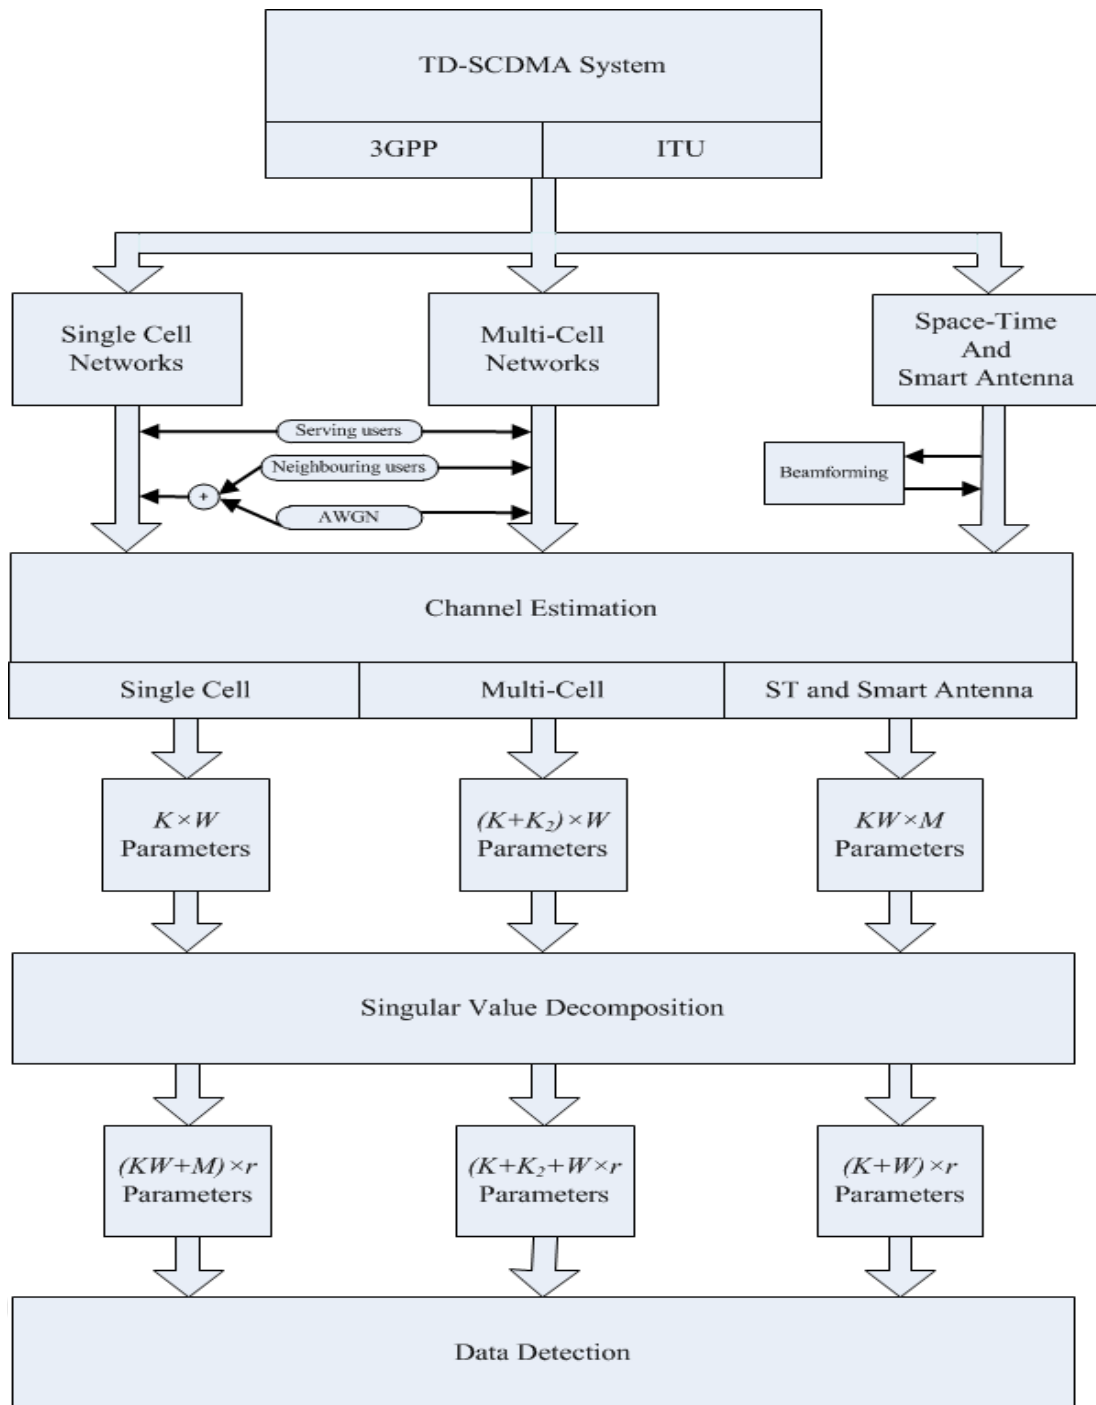 TD-SCDMA System
3GPP
ITU
Single Cell
Networks
Multi-Cell
Networks
Space-Time
And
Smart Antenna
Serving users
Neighbouring users
+
AWGN
Beamforming
Channel Estimation
Single Cell
Multi-Cell
ST and Smart Antenna
K×W
Parameters
(K+K₂)×W
Parameters
KW×M
Parameters
Singular Value Decomposition
(KW+M)×r
Parameters
(K+K₂+W×r
Parameters
(K+W)×r
Parameters
Data Detection